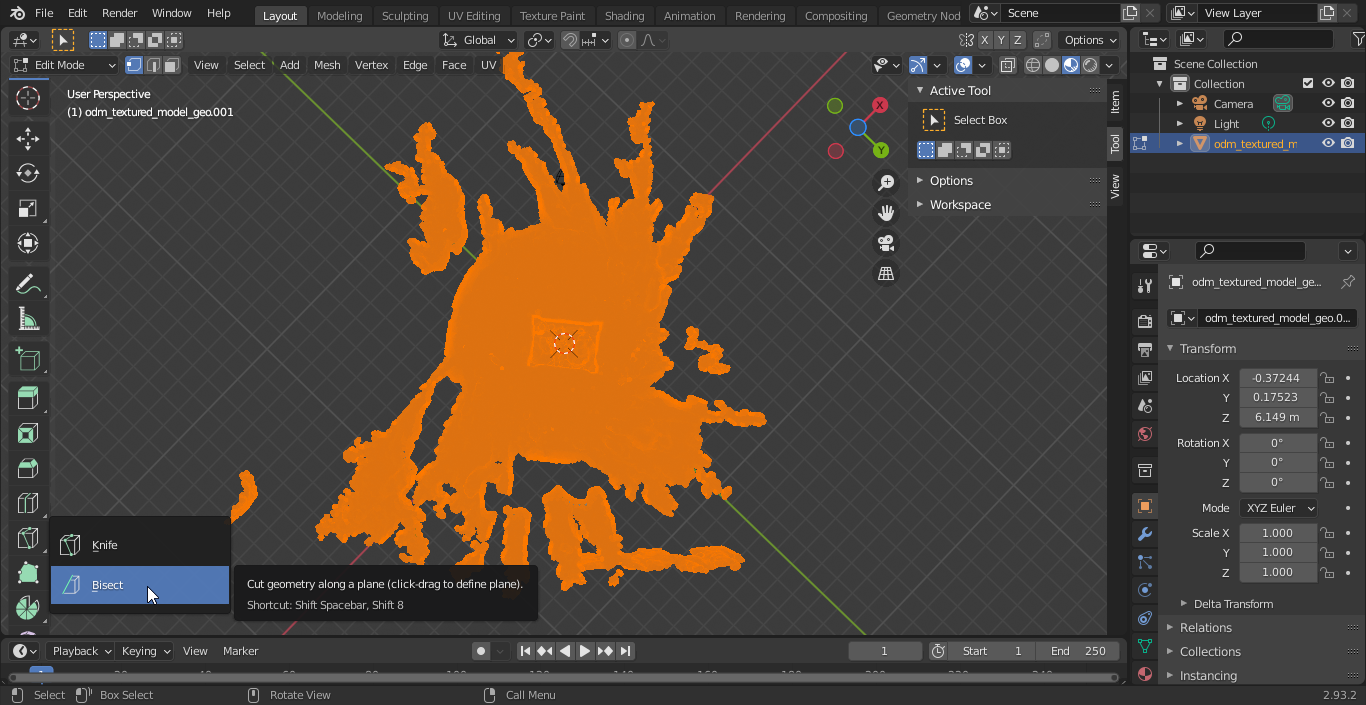 File Edit Render Window Help Layout Modeling Sculpting UV Editing Texture Paint Shading Animation Rendering Compositing Geometry Nod Scene View Layer
Global Options
Edit Mode View Select Add Mesh Vertex Edge Face UV
User Perspective
(1) odm_textured_model_geo.001
X
Y
Active Tool
Select Box
Options
Workspace
Item
Tool
View
Scene Collection
Collection
Camera
Light
odm_textured_m
odm_textured_model_ge...
odm_textured_model_geo.0...
Transform
Location X -0.37244
Y 0.17523
Z 6.149 m
Rotation X 0°
Y 0°
Z 0°
Mode XYZ Euler
Scale X 1.000
Y 1.000
Z 1.000
Delta Transform
Relations
Collections
Instancing
Knife
Bisect
Cut geometry along a plane (click-drag to define plane).
Shortcut: Shift Spacebar, Shift 8
Playback Keying View Marker 1 Start 1 End 250
Select Box Select Rotate View Call Menu 2.93.2